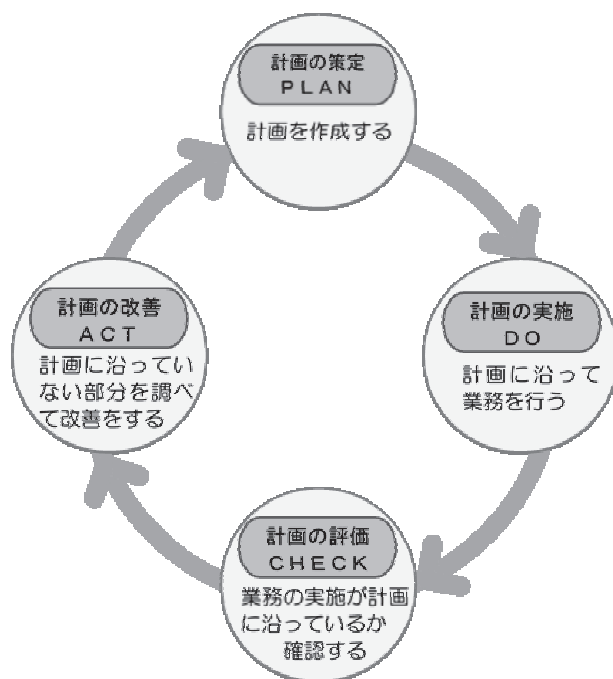 計画の策定
PLAN
計画を作成する
計画の実施
DO
計画に沿って
業務を行う
計画の評価
CHECK
業務の実施が計画
に沿っているか
確認する
計画の改善
ACT
計画に沿ってい
ない部分を調べ
て改善をする